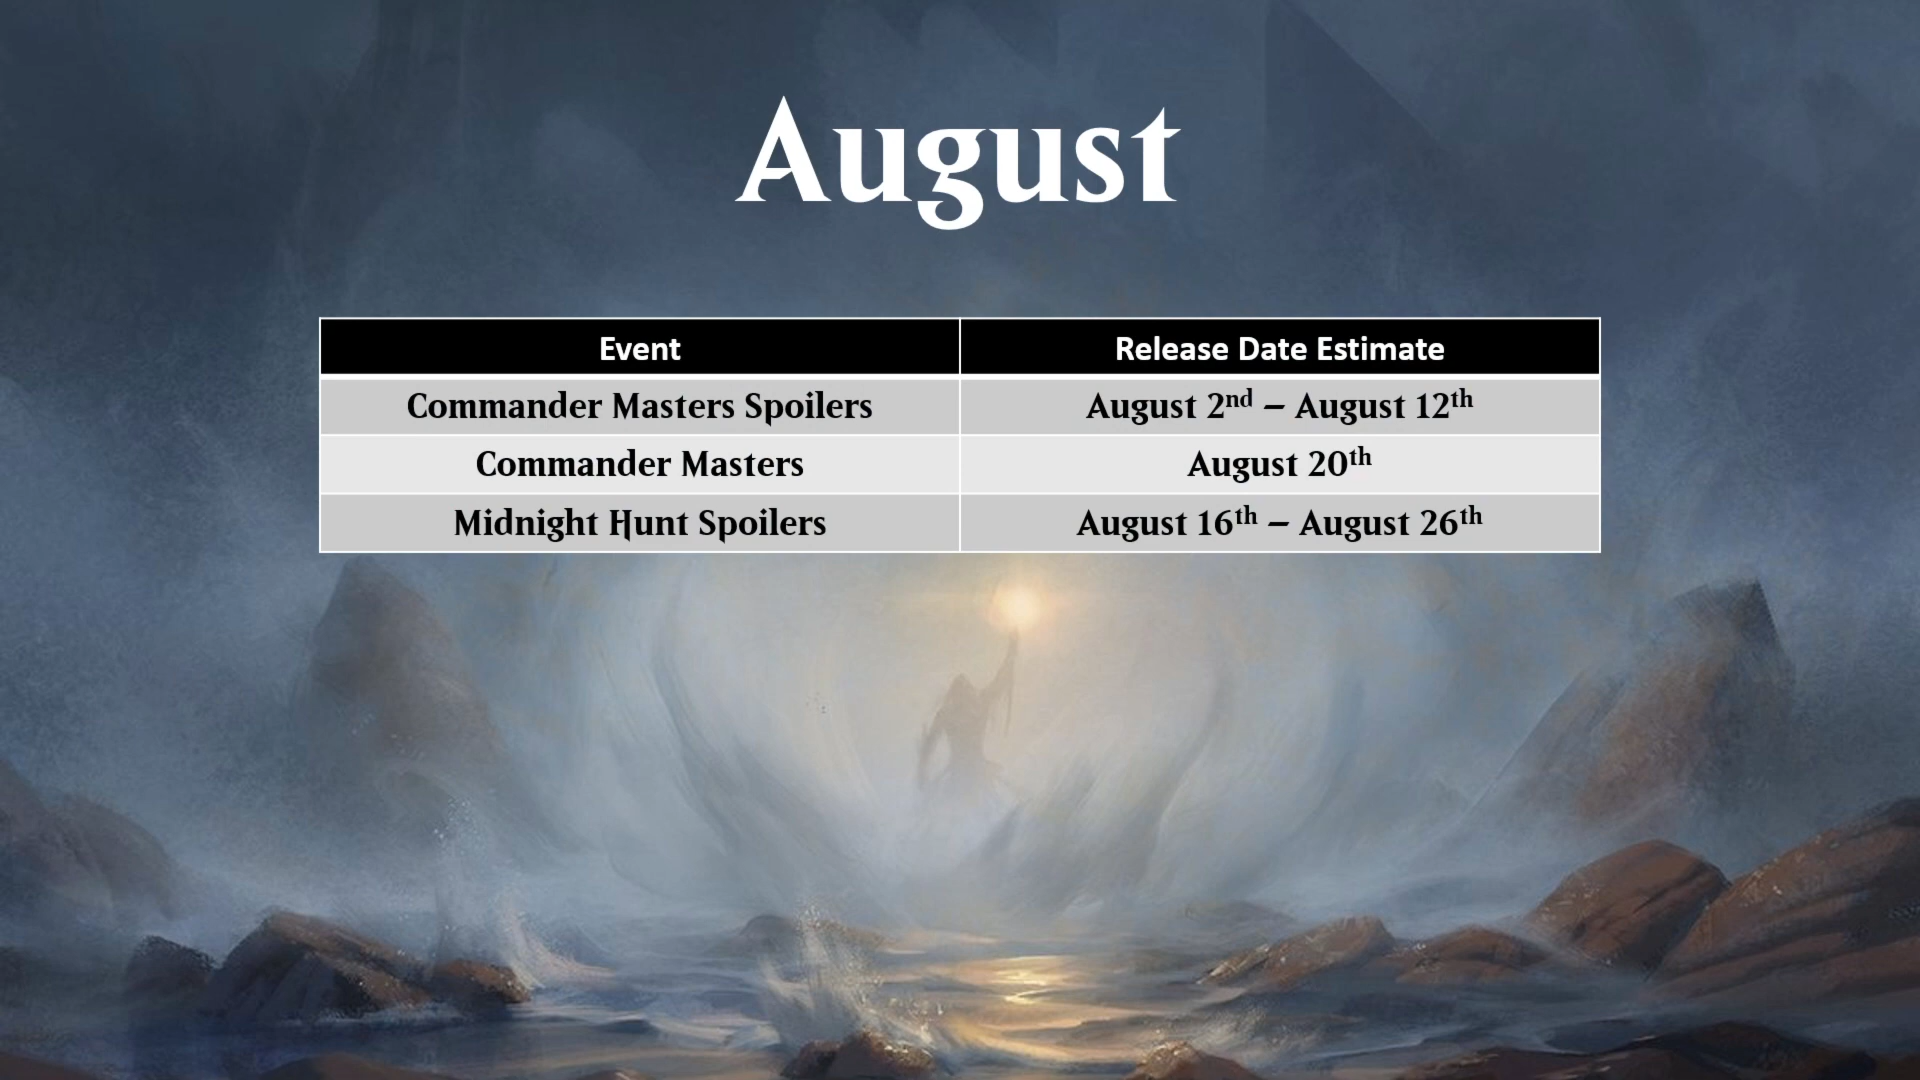 August
Event Release Date Estimate
Commander Masters Spoilers August 2nd – August 12th
Commander Masters August 20th
Midnight Hunt Spoilers August 16th – August 26th